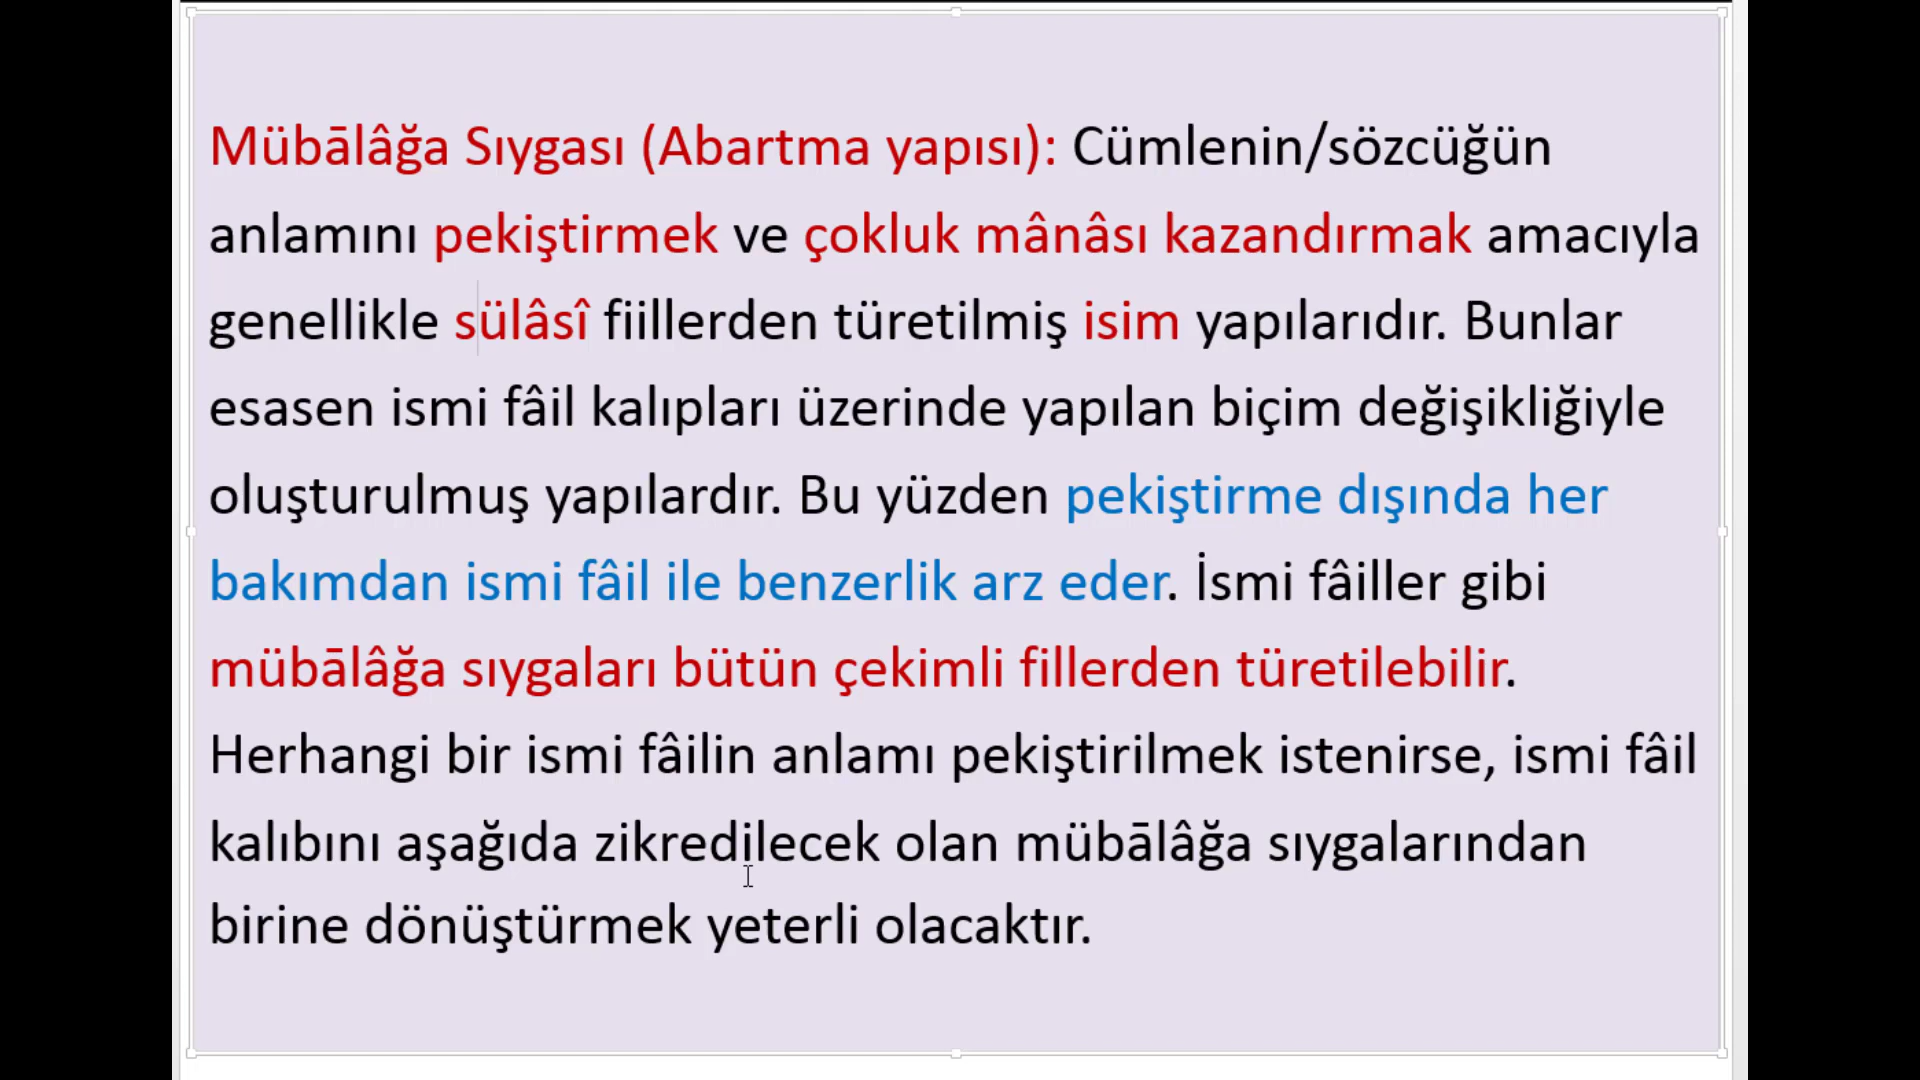 Mübālâğa Sıygası (Abartma yapısı): Cümlenin/sözcüğün
anlamını pekiştirmek ve çokluk mânâsı kazandırmak amacıyla
genellikle sülâsî fiillerden türetilmiş isim yapılarıdır. Bunlar
esasen ismi fâil kalıpları üzerinde yapılan biçim değişikliğiyle
oluşturulmuş yapılardır. Bu yüzden pekiştirme dışında her
bakımdan ismi fâil ile benzerlik arz eder. İsmi fâiller gibi
mübālâğa sıygaları bütün çekimli fillerden türetilebilir.
Herhangi bir ismi fâilin anlamı pekiştirilmek istenirse, ismi fâil
kalıbını aşağıda zikredilecek olan mübālâğa sıygalarından
birine dönüştürmek yeterli olacaktır.